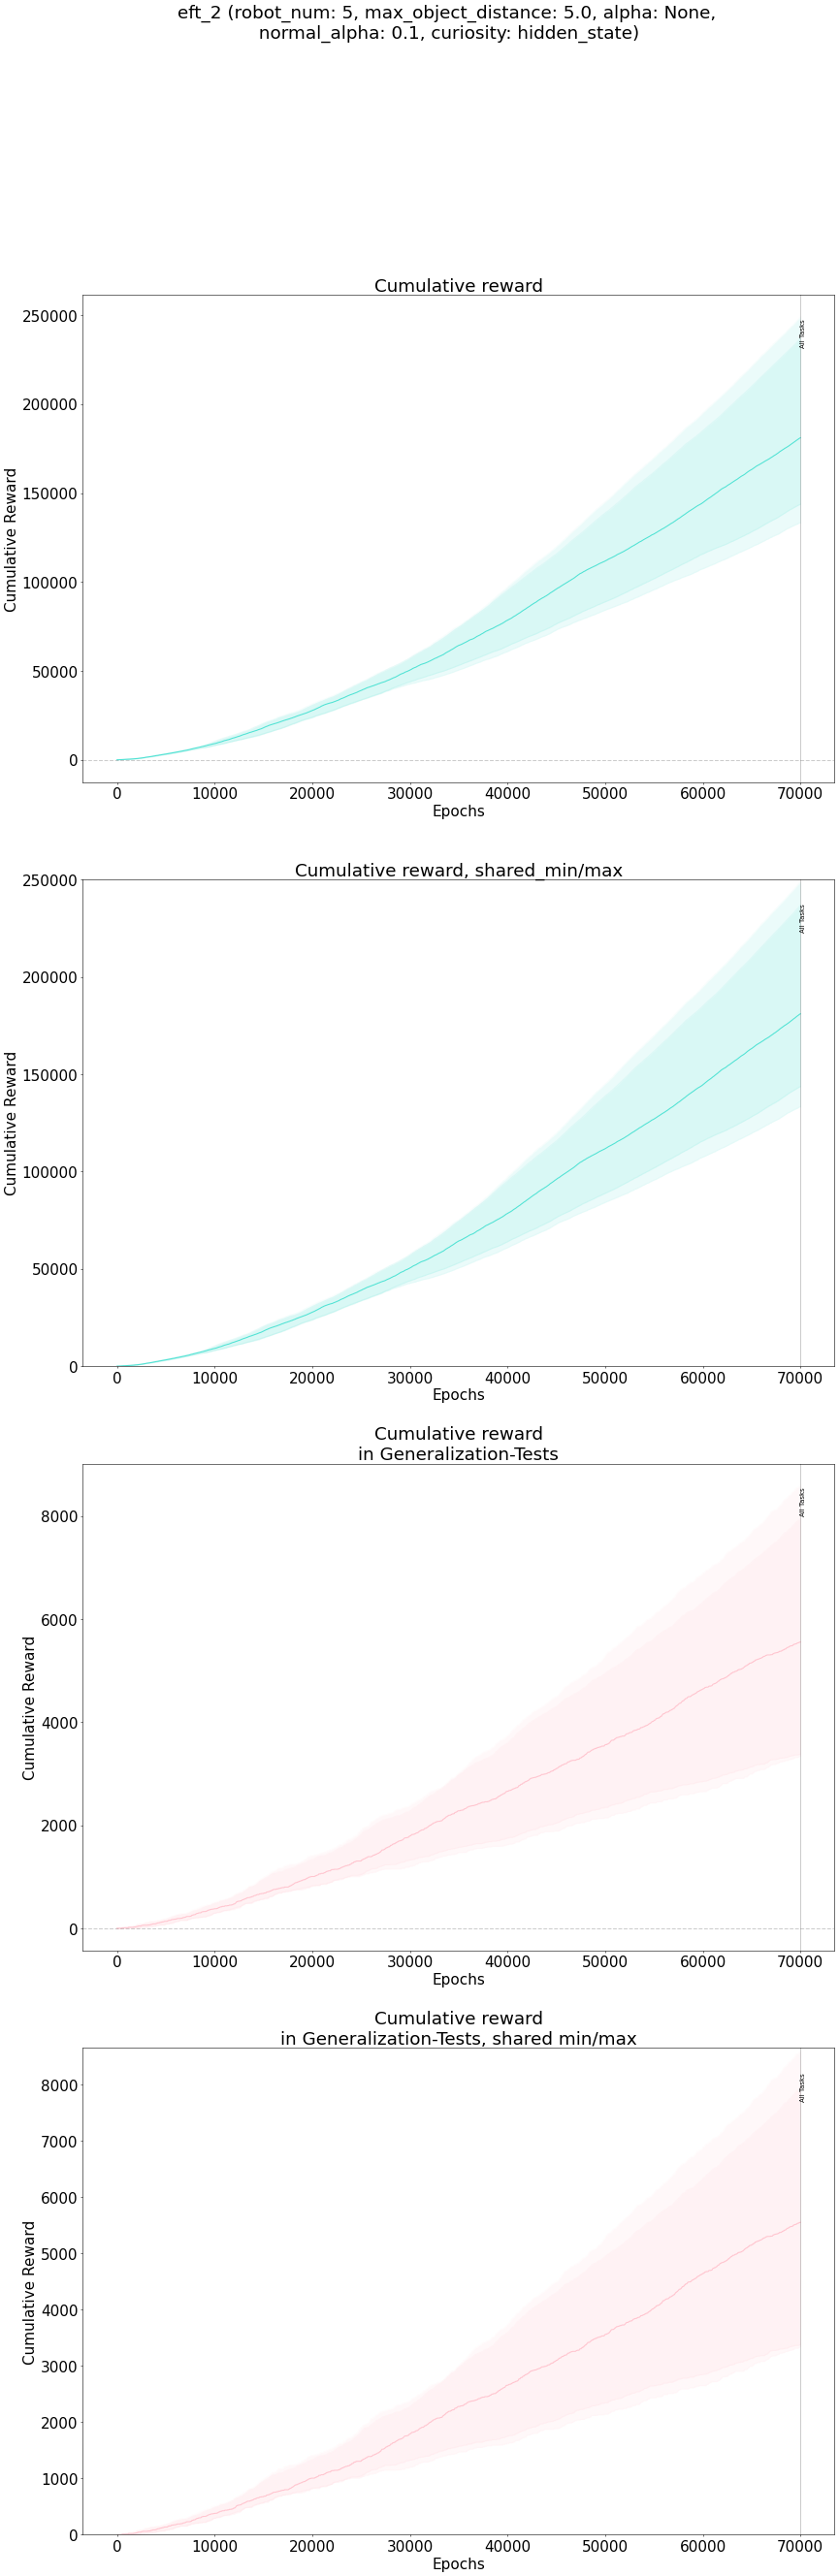 eft_2 (robot_num: 5, max_object_distance: 5.0, alpha: None,
normal_alpha: 0.1, curiosity: hidden_state)
Cumulative reward
250000
200000
150000
100000
50000
0
Cumulative Reward
All Tasks
0 10000 20000 30000 40000 50000 60000 70000
Epochs
Cumulative reward, shared_min/max
250000
200000
150000
100000
50000
0
Cumulative Reward
All Tasks
0 10000 20000 30000 40000 50000 60000 70000
Epochs
Cumulative reward
in Generalization-Tests
8000
6000
4000
2000
0
Cumulative Reward
All Tasks
0 10000 20000 30000 40000 50000 60000 70000
Epochs
Cumulative reward
in Generalization-Tests, shared min/max
8000
7000
6000
5000
4000
3000
2000
1000
0
Cumulative Reward
All Tasks
0 10000 20000 30000 40000 50000 60000 70000
Epochs